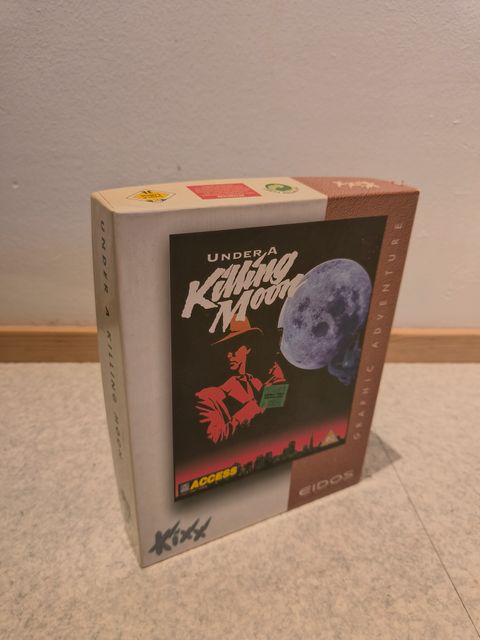 UNDER A
Killing
Moon
ACCESS
Kixx
EIDOS
GRAPHIC ADVENTURE
UNDER A KILLING MOON